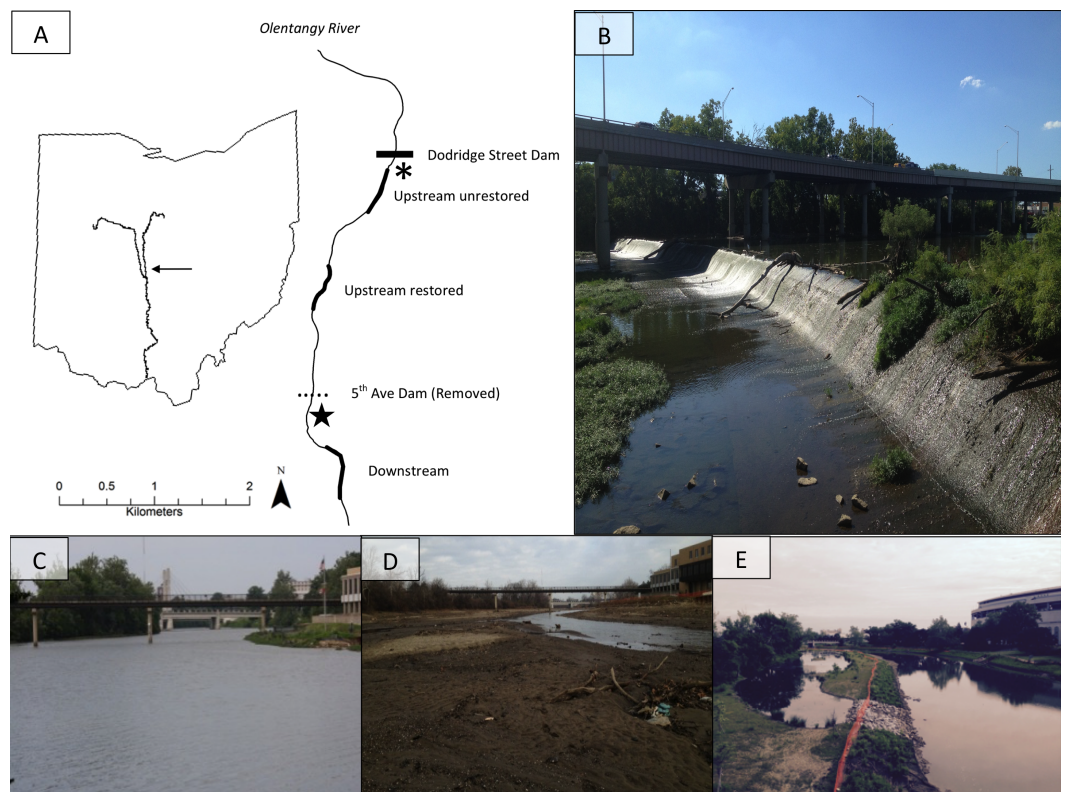 A
Olentangy River
Dodridge Street Dam
*
Upstream unrestored
Upstream restored
5th Ave Dam (Removed)
Downstream
N
0 0.5 1 2
Kilometers
B
C
D
E